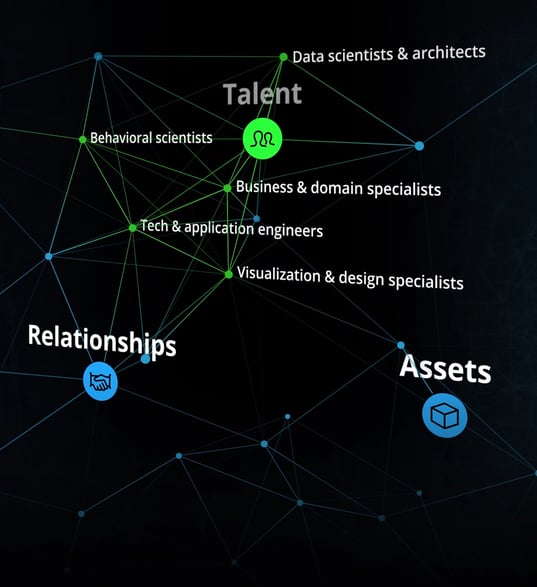 Data scientists & architects
Talent
Behavioral scientists
Business & domain specialists
Tech & application engineers
Visualization & design specialists
Relationships
Assets